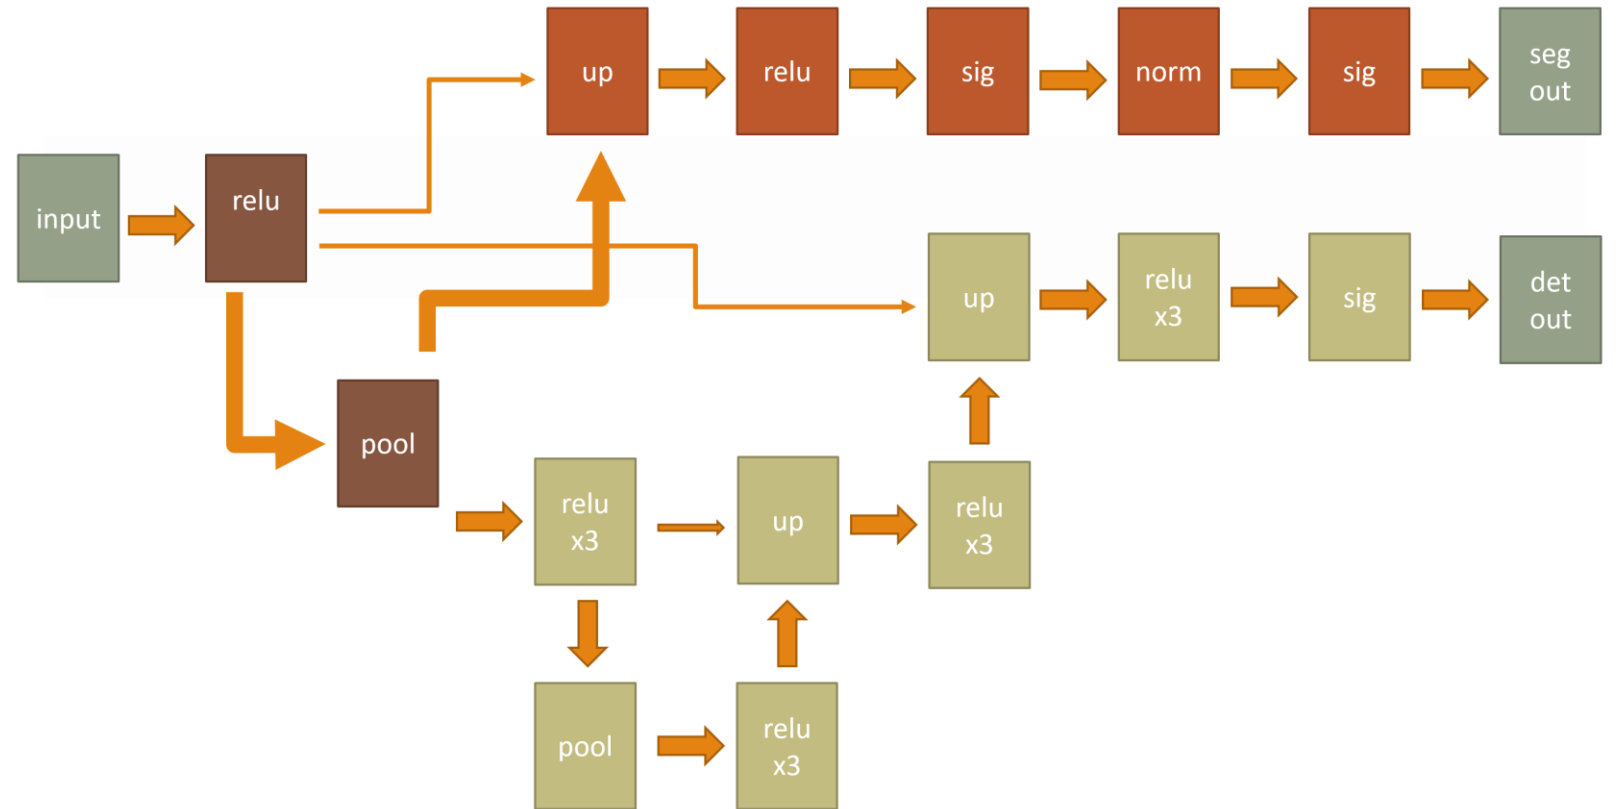 up
relu
sig
norm
sig
seg
out
input
relu
up
relu
x3
sig
det
out
pool
relu
x3
up
relu
x3
pool
relu
x3